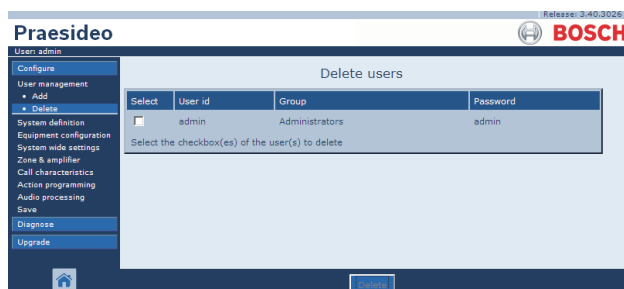 Release: 3.40.3026
Praesideo
BOSCH
User: admin
Configure
User management
• Add
• Delete
System definition
Equipment configuration
System wide settings
Zone & amplifier
Call characteristics
Action programming
Audio processing
Save
Diagnose
Upgrade
Delete users
Select User id Group Password
admin Administrators admin
Select the checkbox(es) of the user(s) to delete
Delete